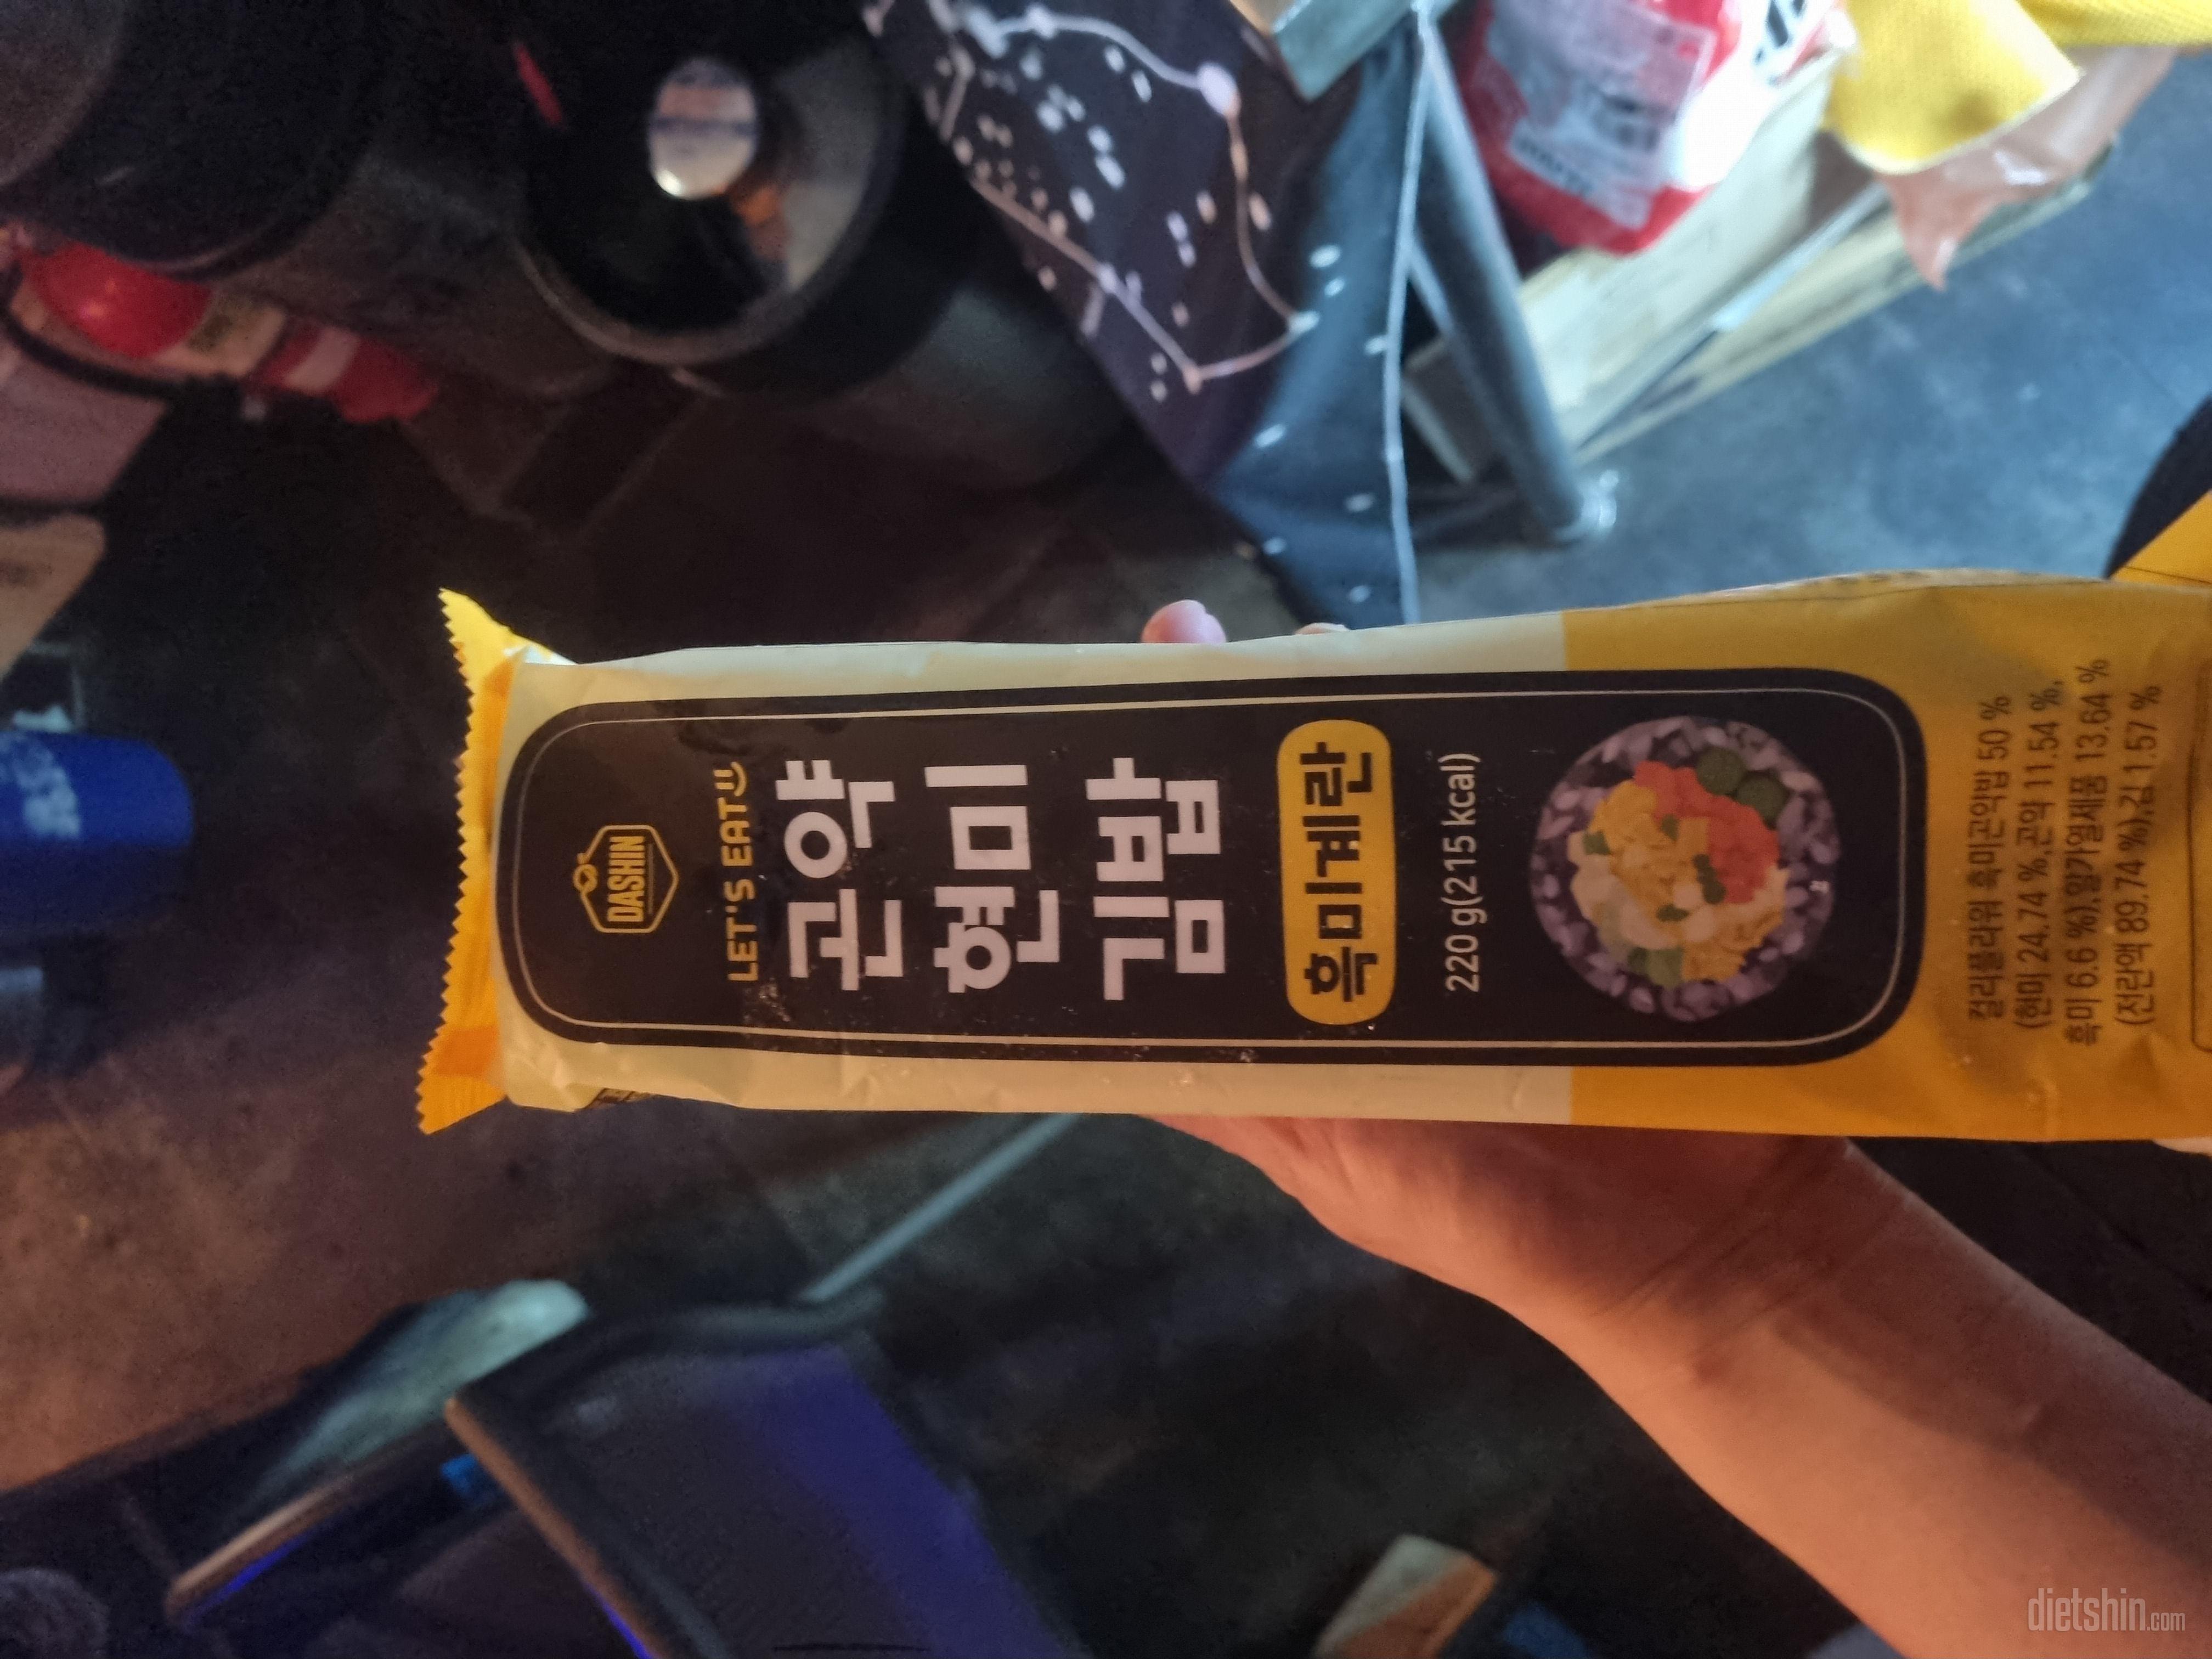 DASHIN
LET'S EAT
곤약
현미
김밥
흑미계란
220 g(215 kcal)
컬리플라워 흑미곤약밥 50 %
(현미 24.74 %,곤약 11.54 %,
흑미 6.6 %),알가열제품 13.64 %
(전란액 89.74 %),김 1.57 %
dietshin.com